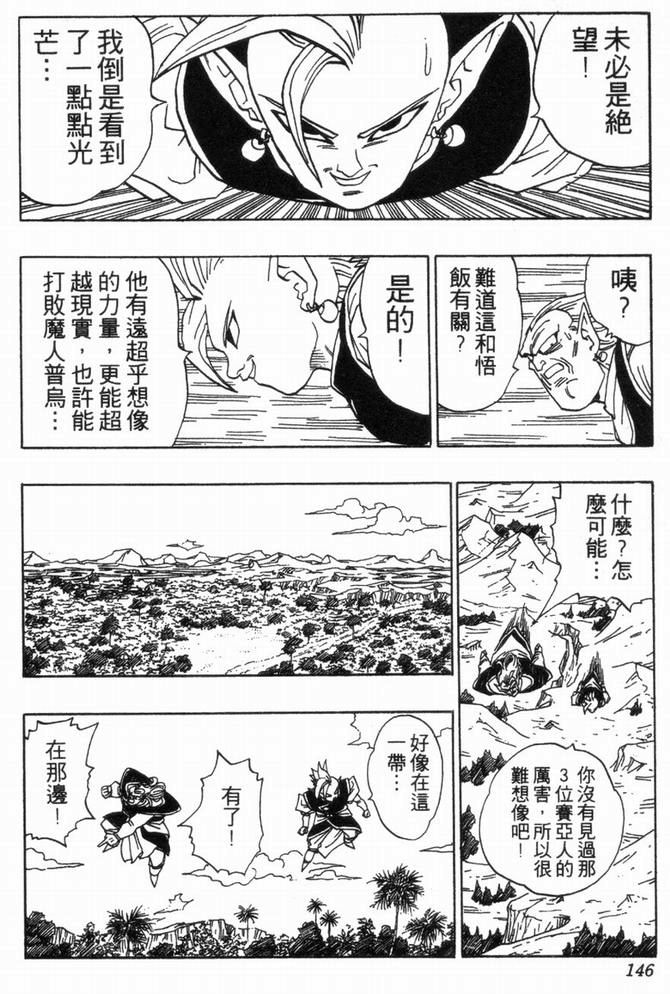 未必是絕
望！
我倒是看到
了一點點光
芒…
咦？
難道這和悟
飯有關？
是的！
他有遠超乎想像
的力量，更能超
越現實，也許能
打敗魔人普烏…
什麼？怎
麼可能…
你沒有見過那
3位賽亞人的
厲害，所以很
難想像吧！
好像在這
一帶…
有了！
在那邊！
146